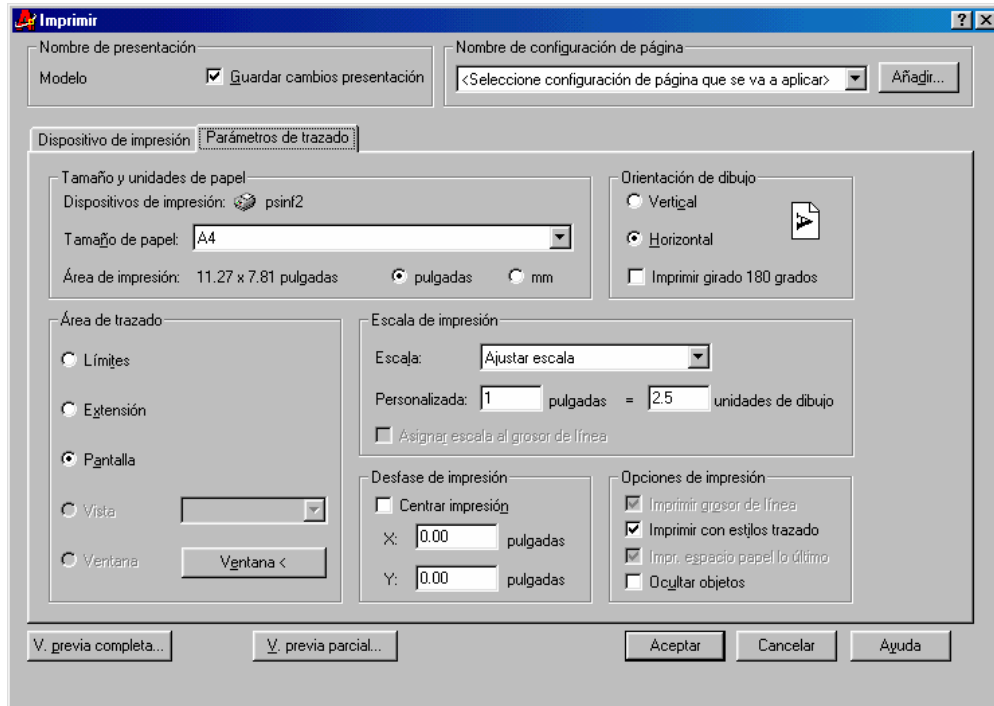 Imprimir
Nombre de presentación
Modelo
Guardar cambios presentación
Nombre de configuración de página
<Seleccione configuración de página que se va a aplicar>
Añadir...
Dispositivo de impresión
Parámetros de trazado
Tamaño y unidades de papel
Dispositivos de impresión: psinf2
Tamaño de papel: A4
Área de impresión: 11.27 x 7.81 pulgadas
pulgadas
mm
Orientación de dibujo
Vertical
Horizontal
Imprimir girado 180 grados
A
Área de trazado
Límites
Extensión
Pantalla
Vista
Ventana
Ventana <
Escala de impresión
Escala: Ajustar escala
Personalizada: 1 pulgadas = 2.5 unidades de dibujo
Asignar escala al grosor de línea
Desfase de impresión
Centrar impresión
X: 0.00 pulgadas
Y: 0.00 pulgadas
Opciones de impresión
Imprimir grosor de línea
Imprimir con estilos trazado
Impr. espacio papel lo último
Ocultar objetos
V. previa completa...
V. previa parcial...
Aceptar
Cancelar
Ayuda